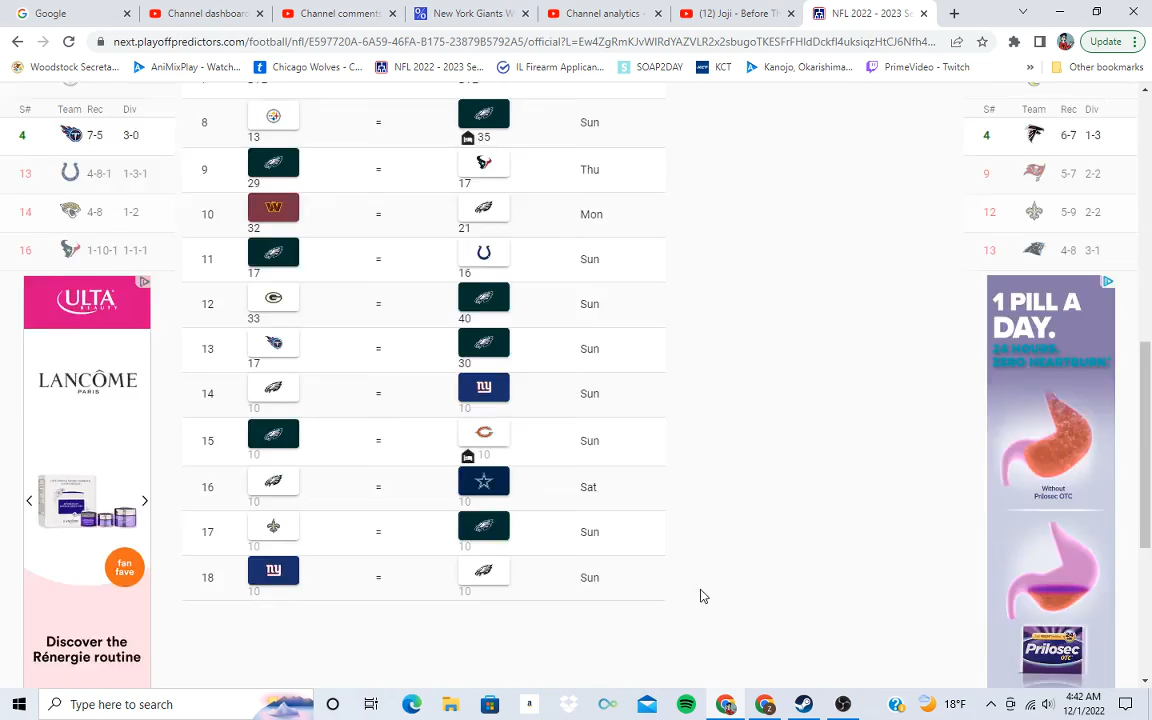 Google
Channel dashboard
Channel comments
New York Giants W
Channel analytics -
(12) Joji - Before Th
NFL 2022 - 2023 Se
next.playoffpredictors.com/football/nfl/E597720A-6A59-46FA-B175-23879B5792A5/official?L=Ew4ZgRmKJvWIRdYAZVLR2x2sbugoTKESFrFHIdDckfI4uksiqzHtCJ6Nfh4...
Update
Woodstock Secreta...
AniMixPlay - Watch...
Chicago Wolves - C...
NFL 2022 - 2023 Se...
IL Firearm Applican...
SOAP2DAY
KCT
KCT
Kanojo, Okarishima...
PrimeVideo - Twitch
»
Other bookmarks
S# Team Rec Div
4 7-5 3-0
13 4-8-1 1-3-1
14 4-8 1-2
16 1-10-1 1-1-1
8 = Sun
13 35
9 = Thu
29 17
10 W = Mon
32 21
11 = Sun
17 16
12 G = Sun
33 40
13 = Sun
17 30
14 = ny Sun
10 10
15 = C Sun
10 10
16 = Sat
10 10
17 = Sun
10 10
18 ny = Sun
10 10
S# Team Rec Div
4 6-7 1-3
9 5-7 2-2
12 5-9 2-2
13 4-8 3-1
ULTA
BEAUTY
LANCÔME
PARIS
fan
fave
Discover the
Rénergie routine
1 PILL A
DAY.
24 HOURS.
ZERO HEARTBURN!
Without
Prilosec OTC
Prilosec
OTC
24
Type here to search
a
2
18°F
4:42 AM
12/1/2022